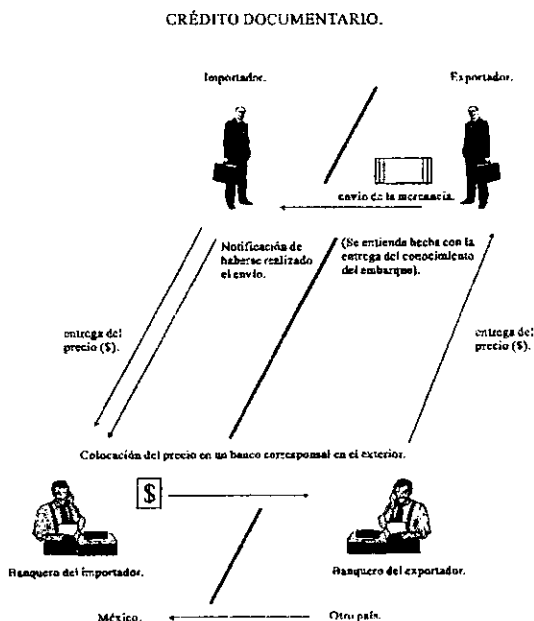 CRÉDITO DOCUMENTARIO.
Importador.
Exportador.
envío de la mercancía.
Notificación de
haberse realizado
el envío.
(Se entiende hecha con la
entrega del conocimiento
del embarque).
entrega del
precio ($).
entrega del
precio ($).
Colocación del precio en un banco corresponsal en el exterior.
$
Banquero del importador.
Banquero del exportador.
México.
Otro país.